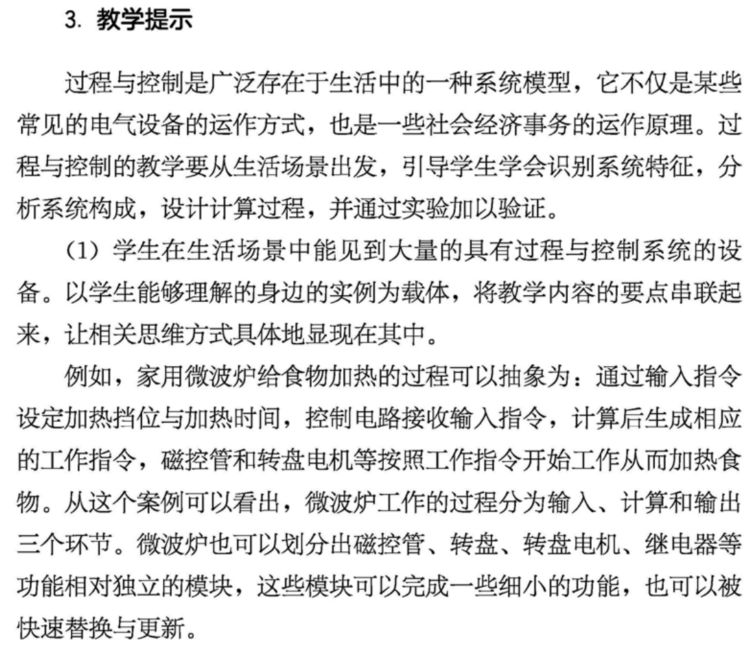 3. 教学提示
过程与控制是广泛存在于生活中的一种系统模型，它不仅是某些
常见的电气设备的运作方式，也是一些社会经济事务的运作原理。过
程与控制的教学要从生活场景出发，引导学生学会识别系统特征，分
析系统构成，设计计算过程，并通过实验加以验证。
（1）学生在生活场景中能见到大量的具有过程与控制系统的设
备。以学生能够理解的身边的实例为载体，将教学内容的要点串联起
来，让相关思维方式具体地显现在其中。
例如，家用微波炉给食物加热的过程可以抽象为：通过输入指令
设定加热挡位与加热时间，控制电路接收输入指令，计算后生成相应
的工作指令，磁控管和转盘电机等按照工作指令开始工作从而加热食
物。从这个案例可以看出，微波炉工作的过程分为输入、计算和输出
三个环节。微波炉也可以划分出磁控管、转盘、转盘电机、继电器等
功能相对独立的模块，这些模块可以完成一些细小的功能，也可以被
快速替换与更新。